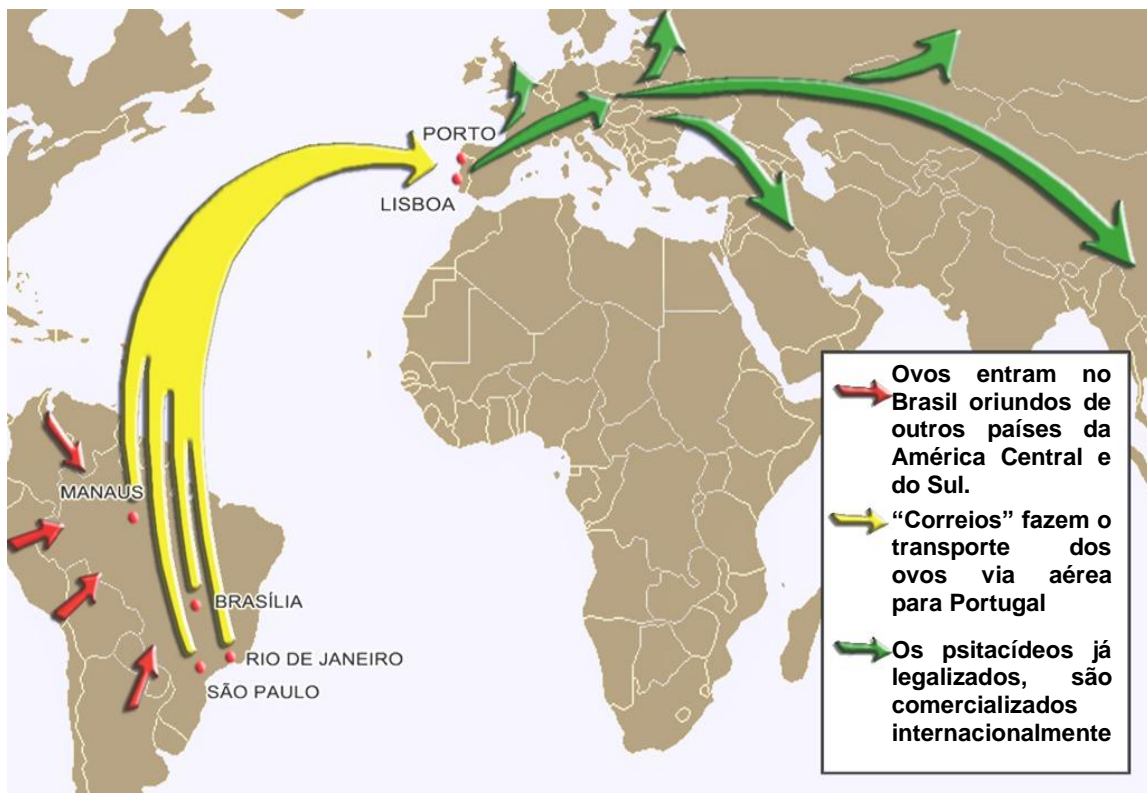 PORTO
LISBOA
MANAUS
BRASÍLIA
RIO DE JANEIRO
SÃO PAULO
Ovos entram no
Brasil oriundos de
outros países da
América Central e
do Sul.
“Correios” fazem o
transporte dos
ovos via aérea
para Portugal
Os psitacídeos já
legalizados, são
comercializados
internacionalmente